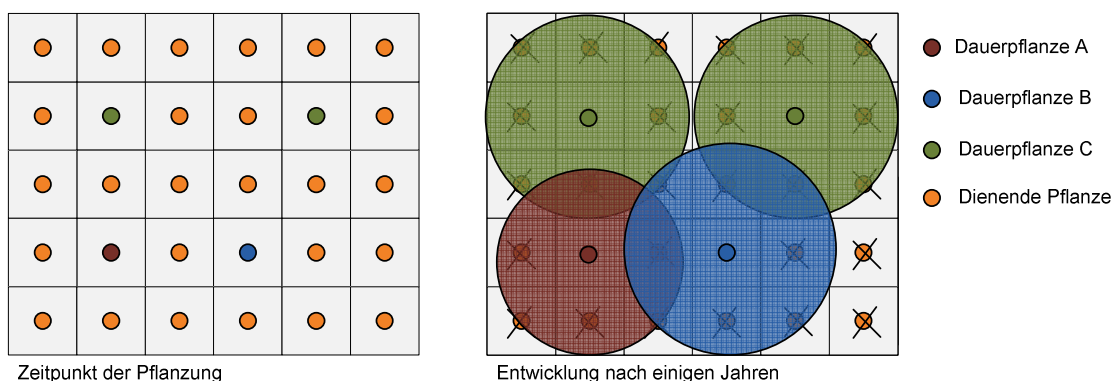 Dauerpflanze A
Dauerpflanze B
Dauerpflanze C
Dienende Pflanze
Zeitpunkt der Pflanzung
Entwicklung nach einigen Jahren